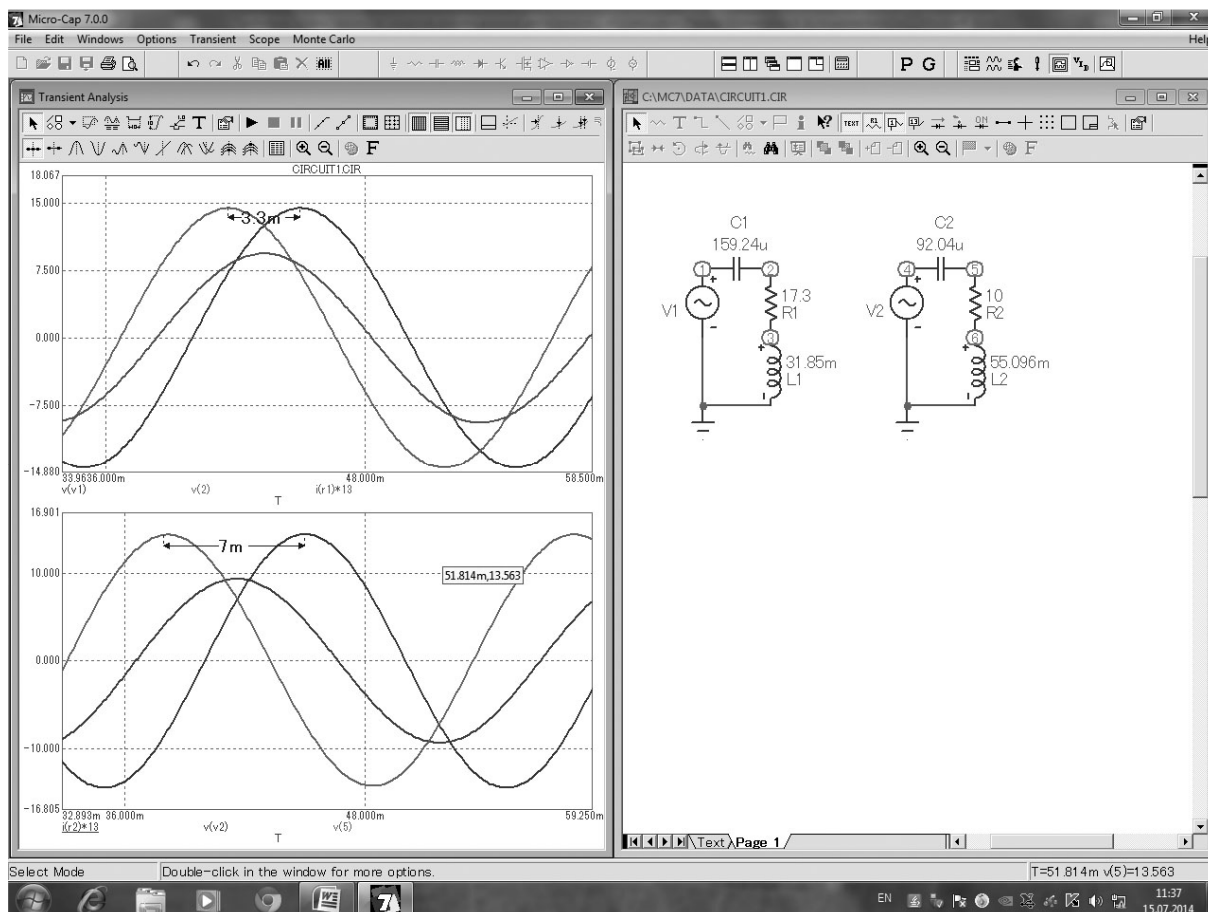 Micro-Cap 7.0.0
File Edit Windows Options Transient Scope Monte Carlo
Help
P G
Transient Analysis
T
F
CIRCUIT1.CIR
18.067
15.000
7.500
0.000
-7.500
-14.880
3.3m
33.9636.000m 48.000m 58.500m
v(v1) v(2) i(r1)*13
T
16.901
10.000
0.000
-10.000
-16.805
7m
51.814m,13.563
32.893m 36.000m 48.000m 59.250m
i(r2)*13 v(v2) v(5)
T
C:\MC7\DATA\CIRCUIT1.CIR
T
TEXT
F
C1
159.24u
1 2
V1
+
-
17.3
R1
3
+
31.85m
L1
C2
92.04u
4 5
V2
+
-
10
R2
6
+
55.096m
L2
Text Page 1
Select Mode
Double-click in the window for more options.
T=51.814m v(5)=13.563
EN
11:37
15.07.2014